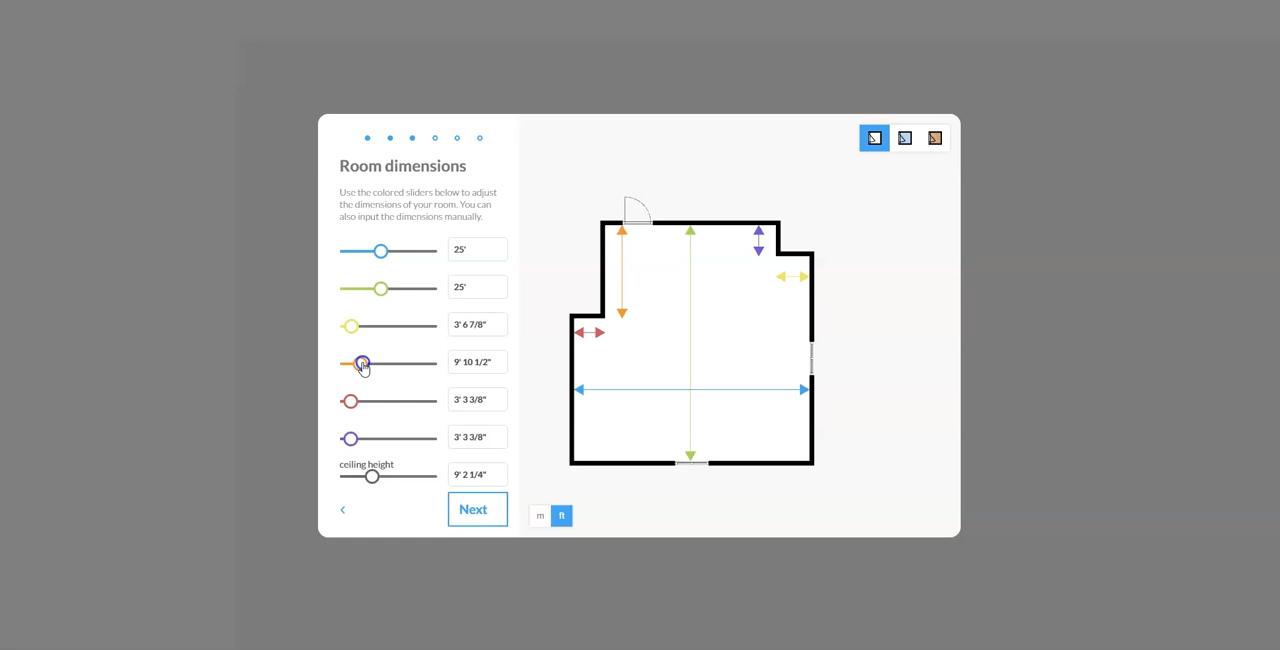 Room dimensions
Use the colored sliders below to adjust
the dimensions of your room. You can
also input the dimensions manually.
25'
25'
3' 6 7/8"
9' 10 1/2"
3' 3 3/8"
3' 3 3/8"
ceiling height
9' 2 1/4"
Next
m
ft